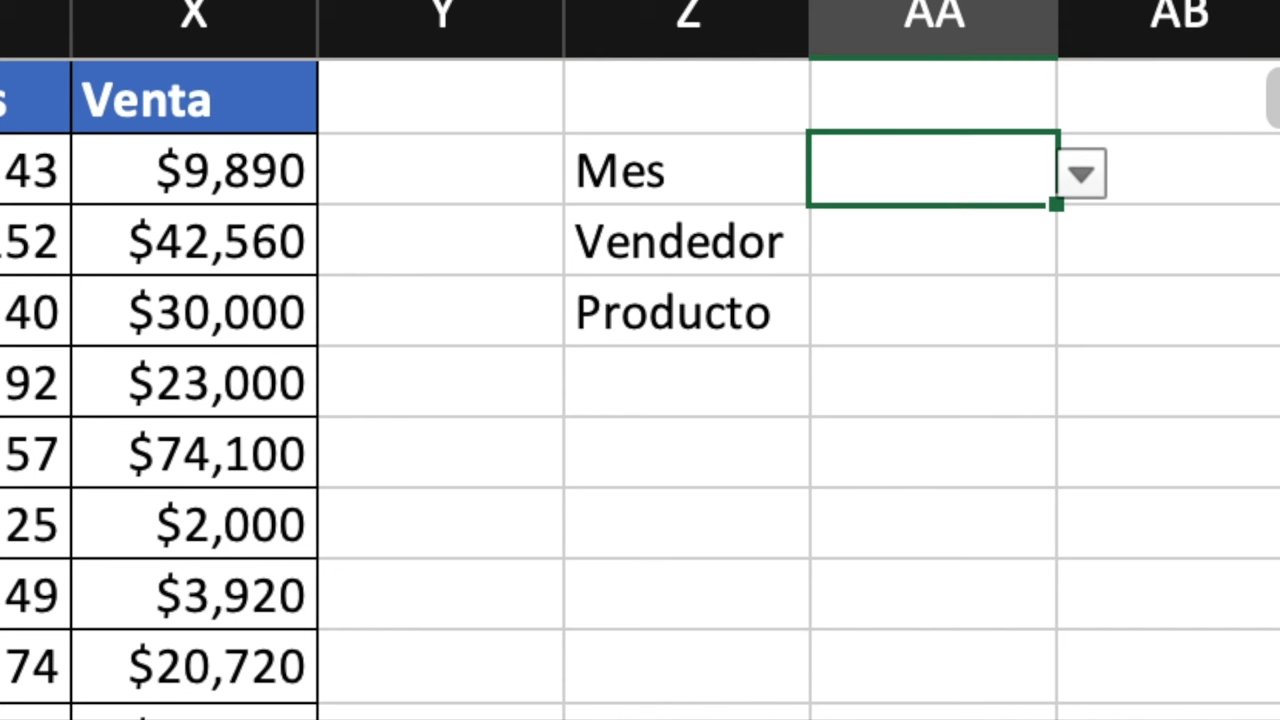 X Y Z AA AB
s Venta
43 $9,890 Mes
152 $42,560 Vendedor
40 $30,000 Producto
92 $23,000
57 $74,100
25 $2,000
49 $3,920
74 $20,720